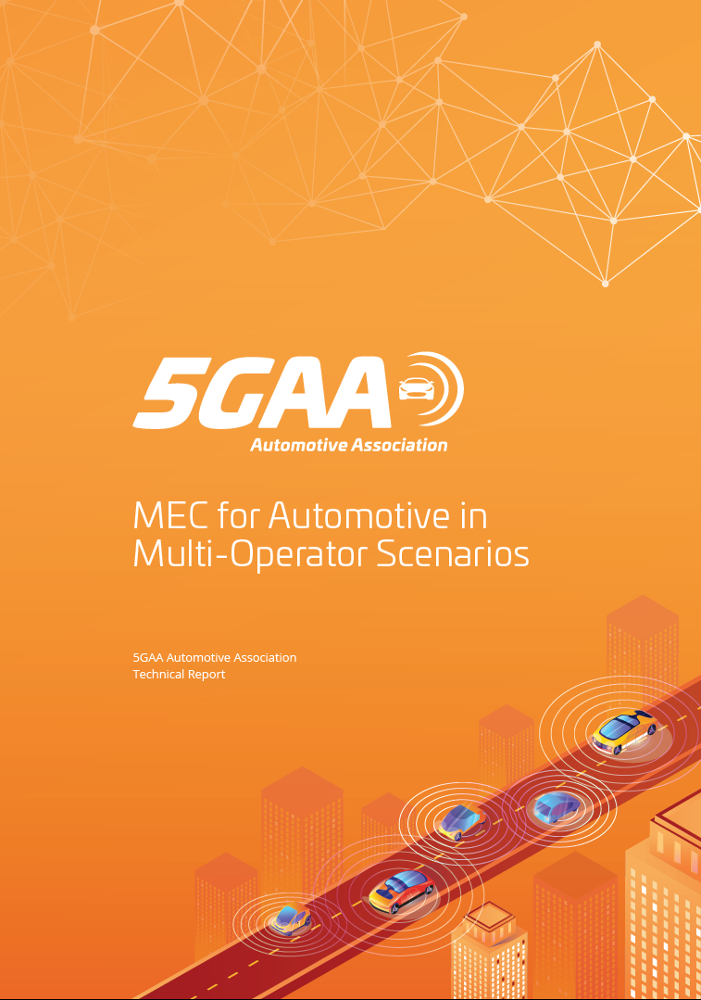 5GAA
Automotive Association
MEC for Automotive in
Multi-Operator Scenarios
5GAA Automotive Association
Technical Report